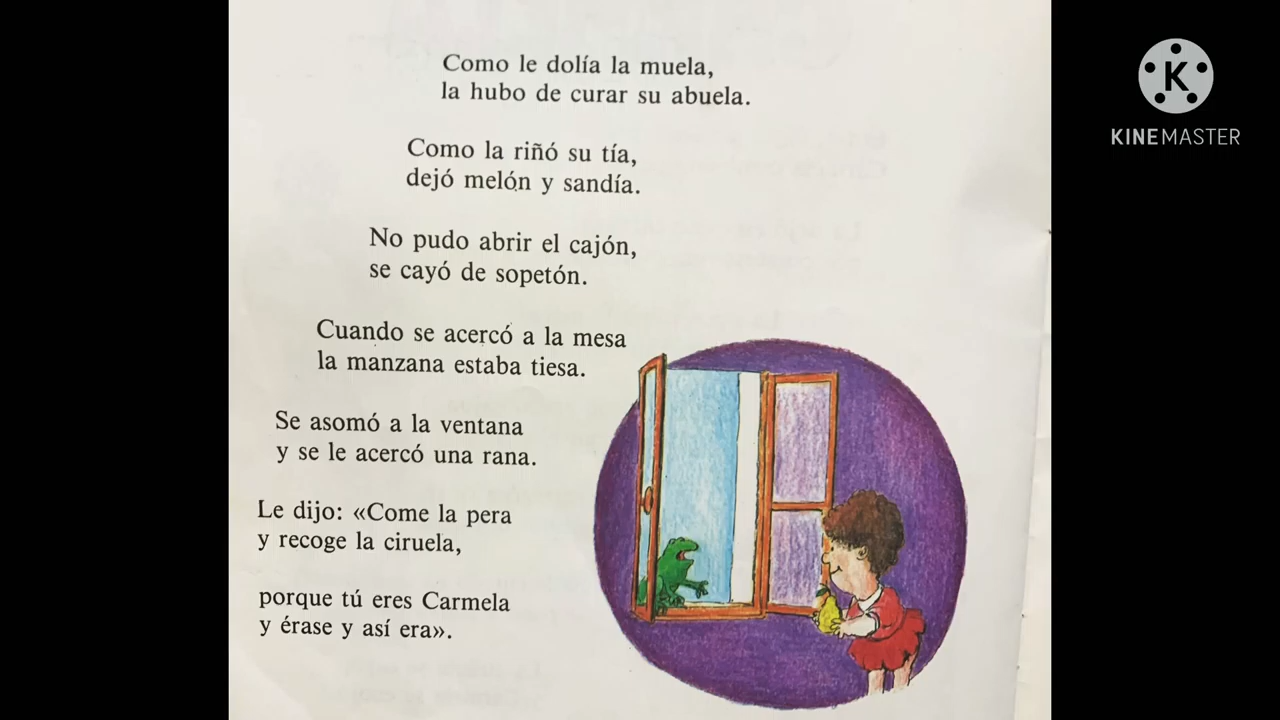 Como le dolía la muela,
la hubo de curar su abuela.
Como la riñó su tía,
dejó melón y sandía.
No pudo abrir el cajón,
se cayó de sopetón.
Cuando se acercó a la mesa
la manzana estaba tiesa.
Se asomó a la ventana
y se le acercó una rana.
Le dijo: «Come la pera
y recoge la ciruela,
porque tú eres Carmela
y érase y así era».
K
KINEMASTER